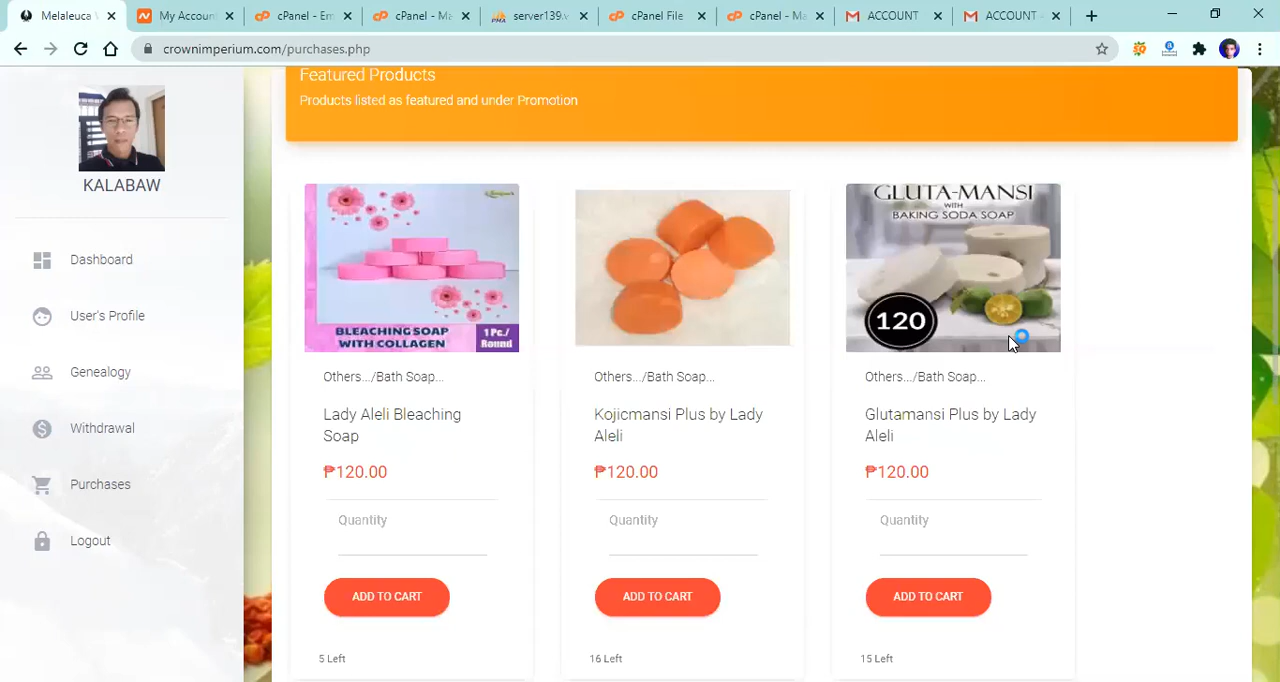 Melaleuca
My Accoun
cPanel - Em
cPanel - Ma
server139.v
cPanel File
cPanel - Ma
ACCOUNT
ACCOUNT -
crownimperium.com/purchases.php
Featured Products
Products listed as featured and under Promotion
KALABAW
Dashboard
User's Profile
Genealogy
Withdrawal
Purchases
Logout
BLEACHING SOAP
WITH COLLAGEN
1 Pc./
Round
Others.../Bath Soap...
Lady Aleli Bleaching
Soap
₱120.00
Quantity
ADD TO CART
5 Left
Others.../Bath Soap...
Kojicmansi Plus by Lady
Aleli
₱120.00
Quantity
ADD TO CART
16 Left
GLUTA-MANSI
WITH
BAKING SODA SOAP
120
Others.../Bath Soap...
Glutamansi Plus by Lady
Aleli
₱120.00
Quantity
ADD TO CART
15 Left